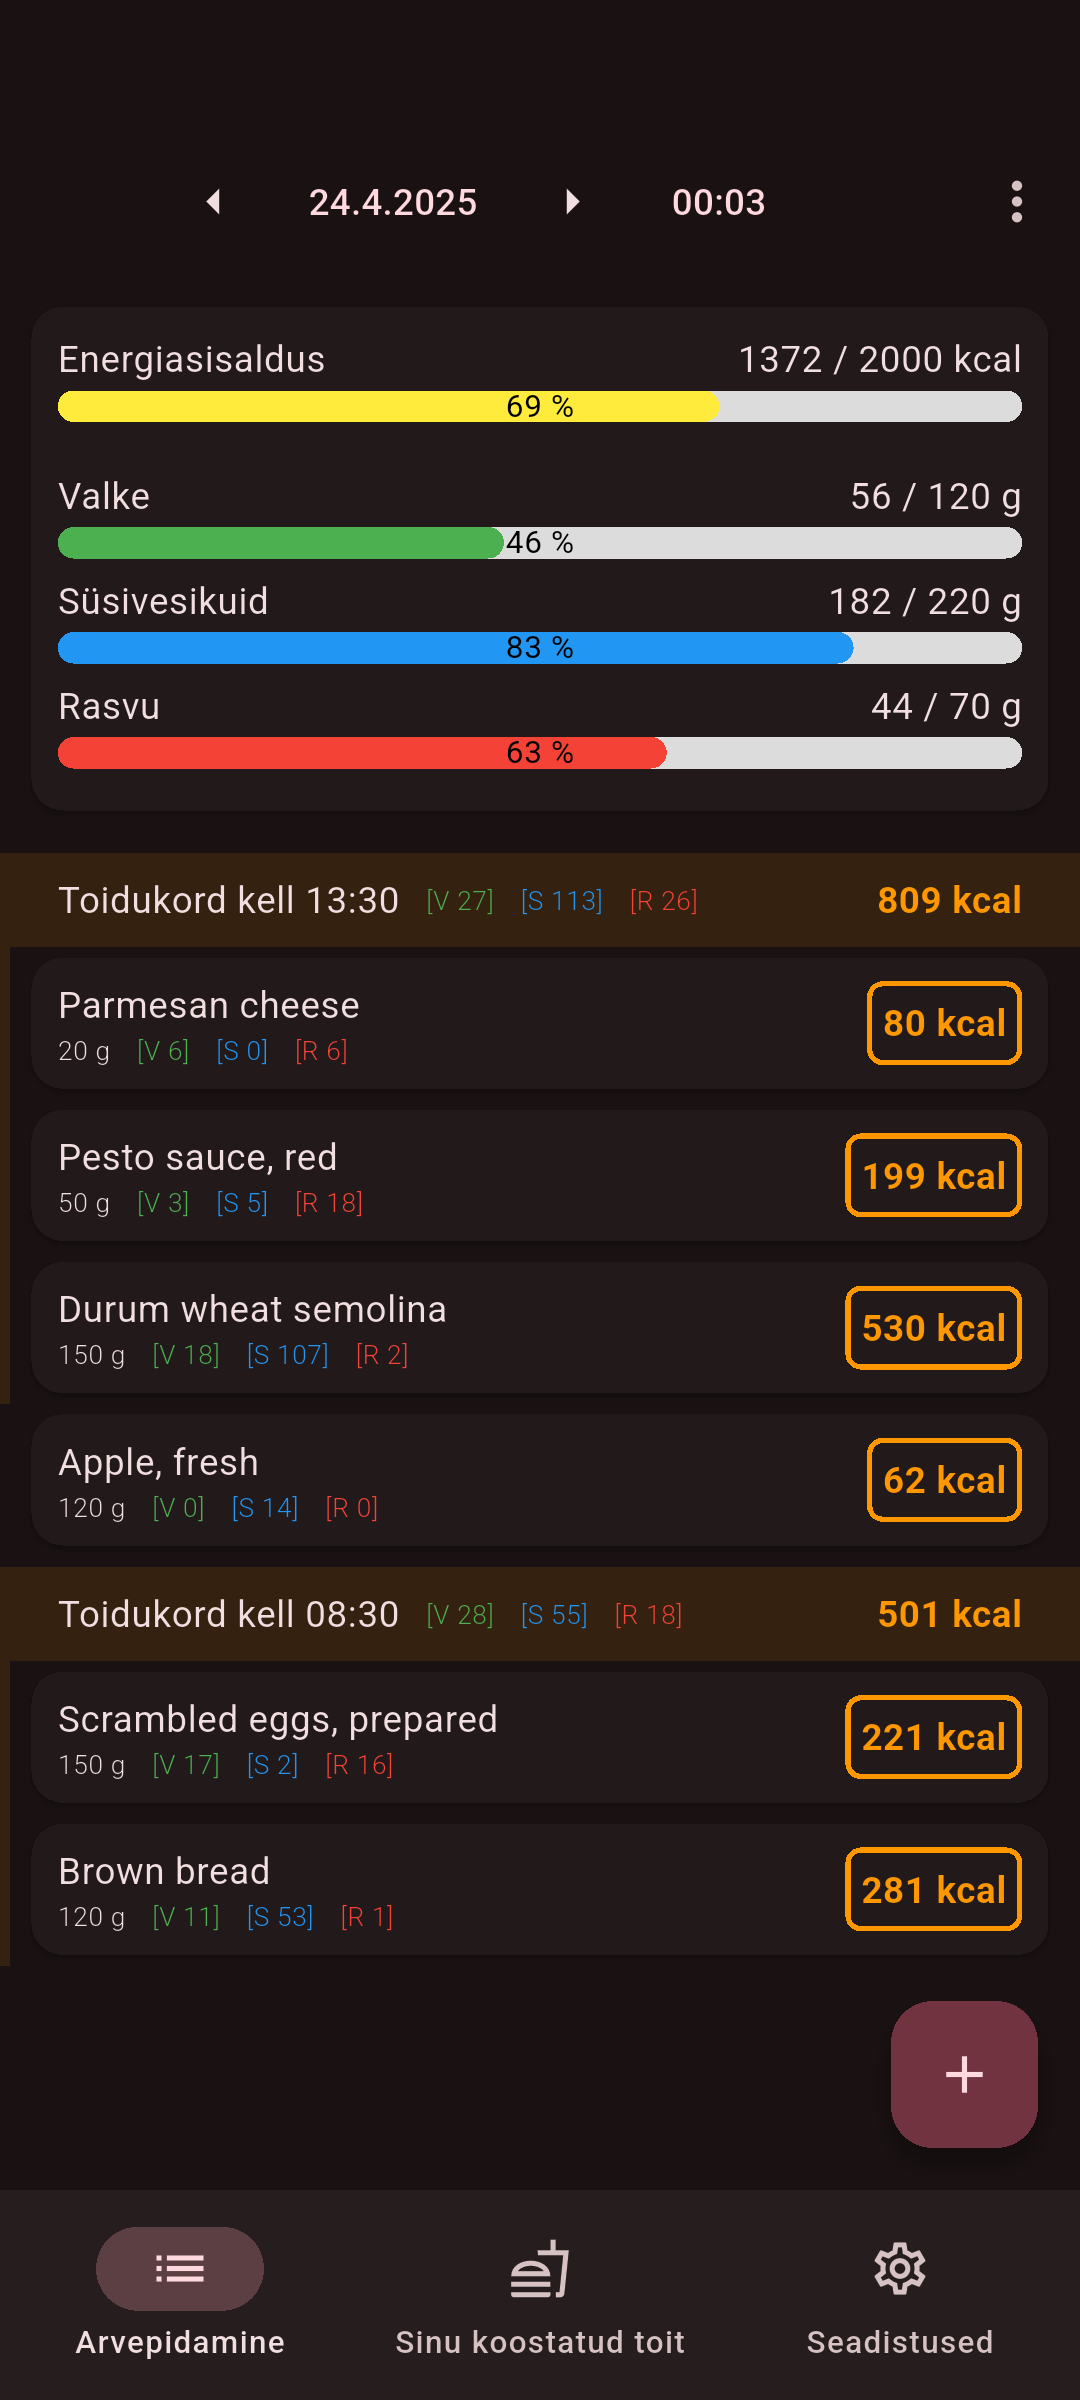 24.4.2025 00:03
Energiasisaldus 1372 / 2000 kcal
69 %
Valke 56 / 120 g
46 %
Süsivesikuid 182 / 220 g
83 %
Rasvu 44 / 70 g
63 %
Toidukord kell 13:30 [V 27] [S 113] [R 26] 809 kcal
Parmesan cheese
20 g [V 6] [S 0] [R 6]
80 kcal
Pesto sauce, red
50 g [V 3] [S 5] [R 18]
199 kcal
Durum wheat semolina
150 g [V 18] [S 107] [R 2]
530 kcal
Apple, fresh
120 g [V 0] [S 14] [R 0]
62 kcal
Toidukord kell 08:30 [V 28] [S 55] [R 18] 501 kcal
Scrambled eggs, prepared
150 g [V 17] [S 2] [R 16]
221 kcal
Brown bread
120 g [V 11] [S 53] [R 1]
281 kcal
Arvepidamine Sinu koostatud toit Seadistused